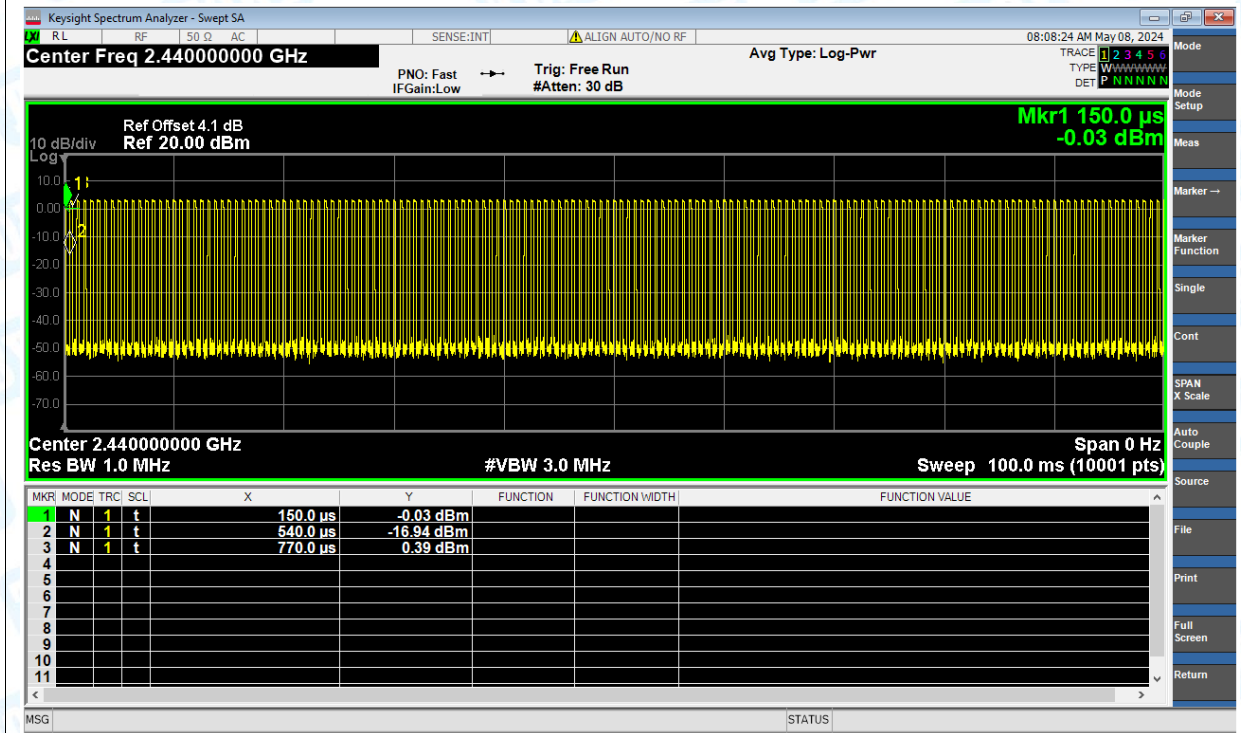 Keysight Spectrum Analyzer - Swept SA
LXI RL RF 50 Ω AC SENSE:INT ALIGN AUTO/NO RF 08:08:24 AM May 08, 2024
Center Freq 2.440000000 GHz Avg Type: Log-Pwr TRACE 1 2 3 4 5 6
PNO: Fast Trig: Free Run TYPE WWWWWW
IFGain:Low #Atten: 30 dB DET P N N N N N
Mkr1 150.0 µs
-0.03 dBm
Ref Offset 4.1 dB
10 dB/div Ref 20.00 dBm
Log
10.0
0.00
-10.0
-20.0
-30.0
-40.0
-50.0
-60.0
-70.0
1
2
Center 2.440000000 GHz Span 0 Hz
Res BW 1.0 MHz #VBW 3.0 MHz Sweep 100.0 ms (10001 pts)
MKR MODE TRC SCL X Y FUNCTION FUNCTION WIDTH FUNCTION VALUE
1 N 1 t 150.0 µs -0.03 dBm
2 N 1 t 540.0 µs -16.94 dBm
3 N 1 t 770.0 µs 0.39 dBm
4
5
6
7
8
9
10
11
MSG STATUS
Mode
Mode
Setup
Meas
Marker →
Marker
Function
Single
Cont
SPAN
X Scale
Auto
Couple
Source
File
Print
Full
Screen
Return